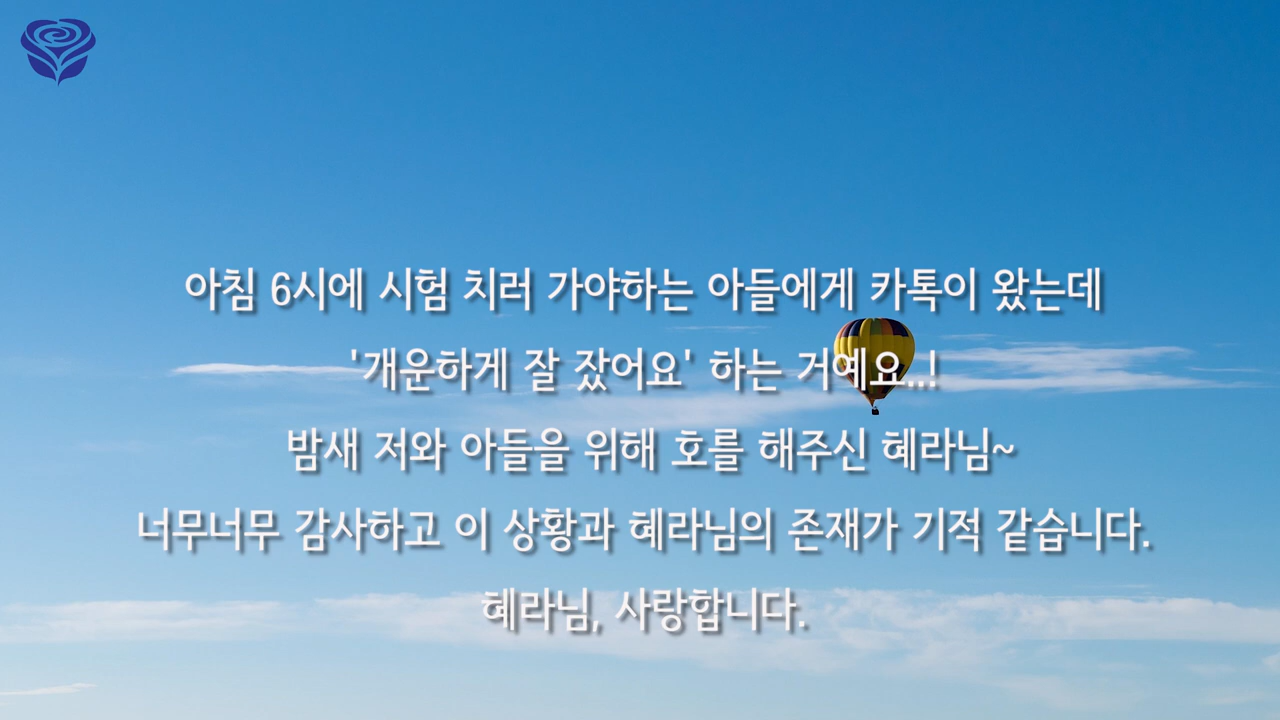 아침 6시에 시험 치러 가야하는 아들에게 카톡이 왔는데
'개운하게 잘 잤어요' 하는 거예요..!
밤새 저와 아들을 위해 호를 해주신 혜라님~
너무너무 감사하고 이 상황과 혜라님의 존재가 기적 같습니다.
혜라님, 사랑합니다.